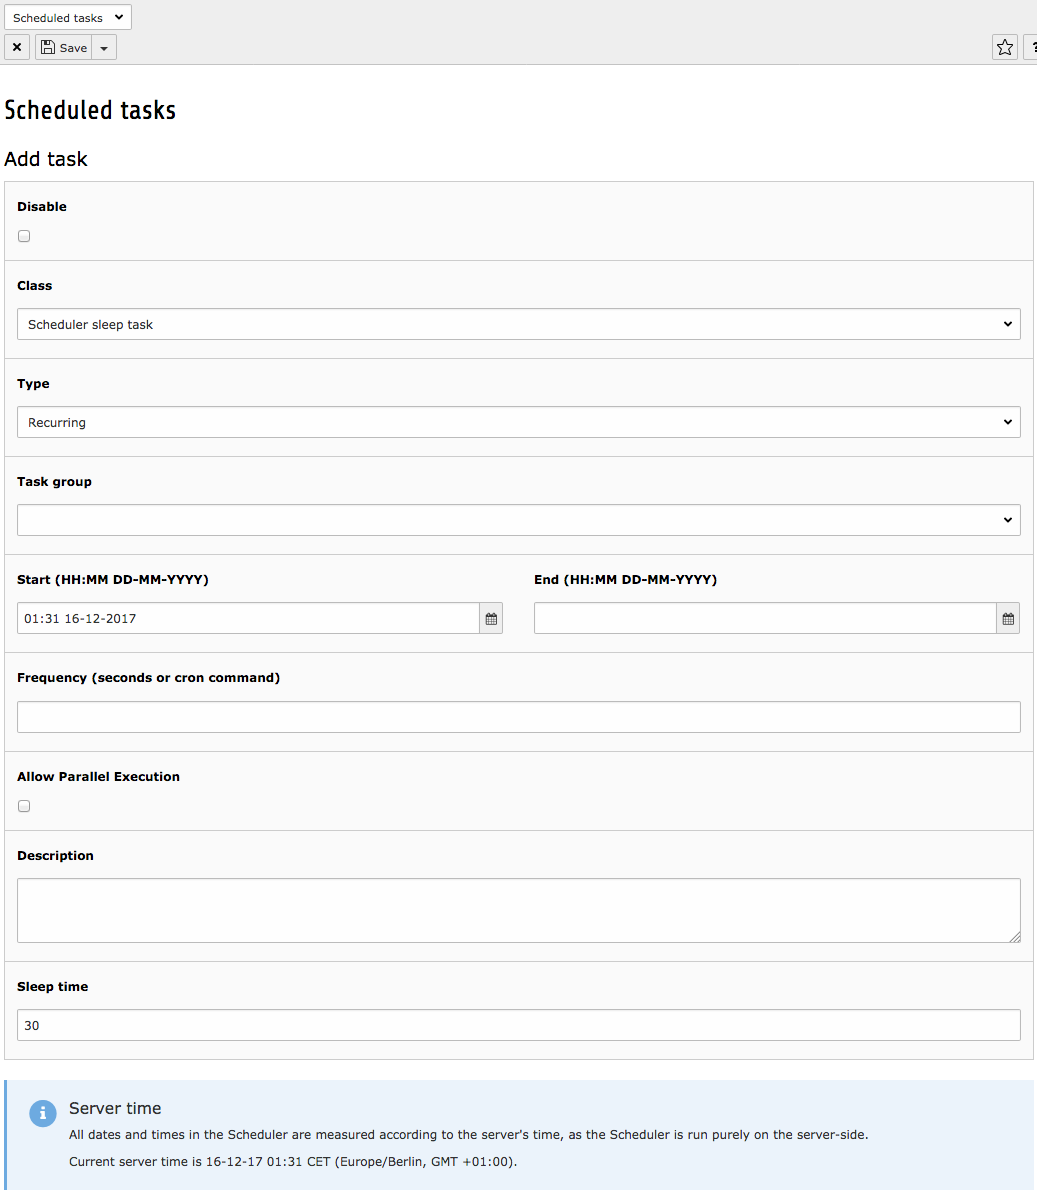 Scheduled tasks
Save
?
Scheduled tasks
Add task
Disable
Class
Scheduler sleep task
Type
Recurring
Task group
Start (HH:MM DD-MM-YYYY) End (HH:MM DD-MM-YYYY)
01:31 16-12-2017
Frequency (seconds or cron command)
Allow Parallel Execution
Description
Sleep time
30
Server time
All dates and times in the Scheduler are measured according to the server's time, as the Scheduler is run purely on the server-side.
Current server time is 16-12-17 01:31 CET (Europe/Berlin, GMT +01:00).